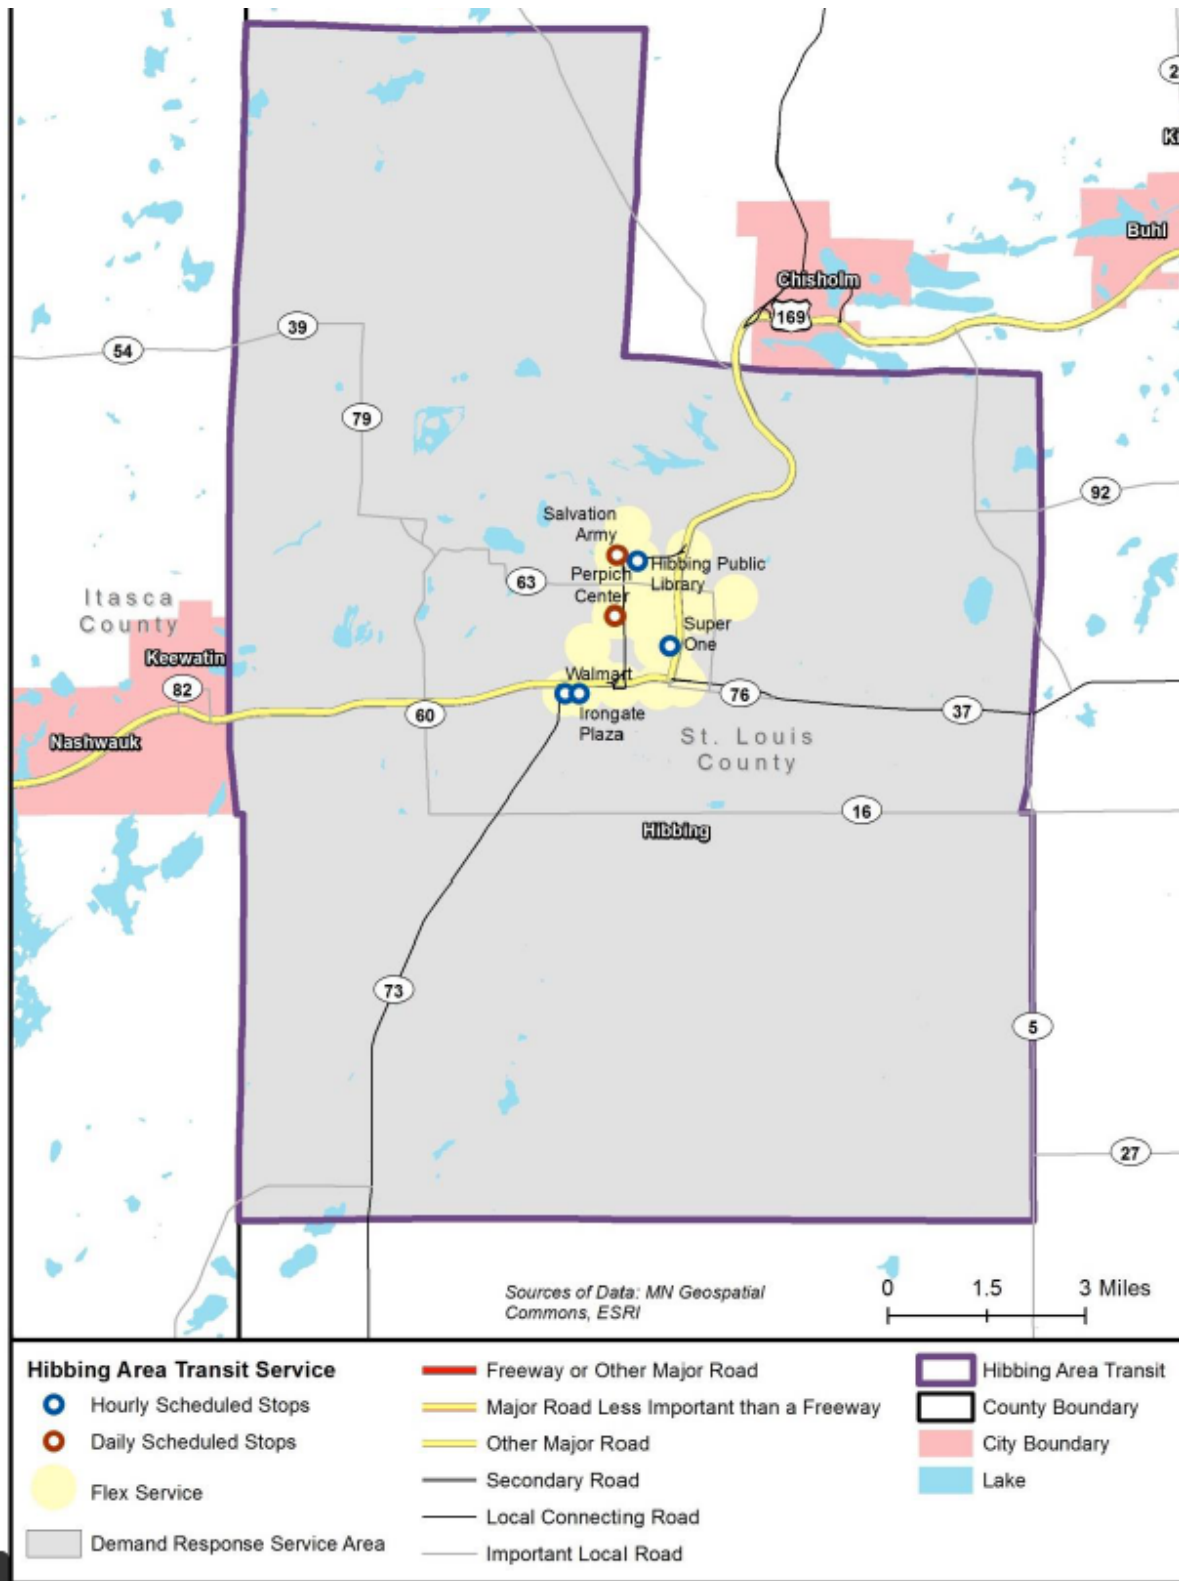 2
Ki
Buhl
Chisholm
169
39
54
79
92
Salvation
Army
Hibbing Public
Library
Perpich
Center
63
Itasca
County
Super
One
Keewatin
Walmart
82
76
60
37
Irongate
Plaza
Nashwauk
St. Louis
County
16
Hibbing
73
5
27
Sources of Data: MN Geospatial
Commons, ESRI
0 1.5 3 Miles
Hibbing Area Transit Service
Hourly Scheduled Stops
Daily Scheduled Stops
Flex Service
Demand Response Service Area
Freeway or Other Major Road
Major Road Less Important than a Freeway
Other Major Road
Secondary Road
Local Connecting Road
Important Local Road
Hibbing Area Transit
County Boundary
City Boundary
Lake